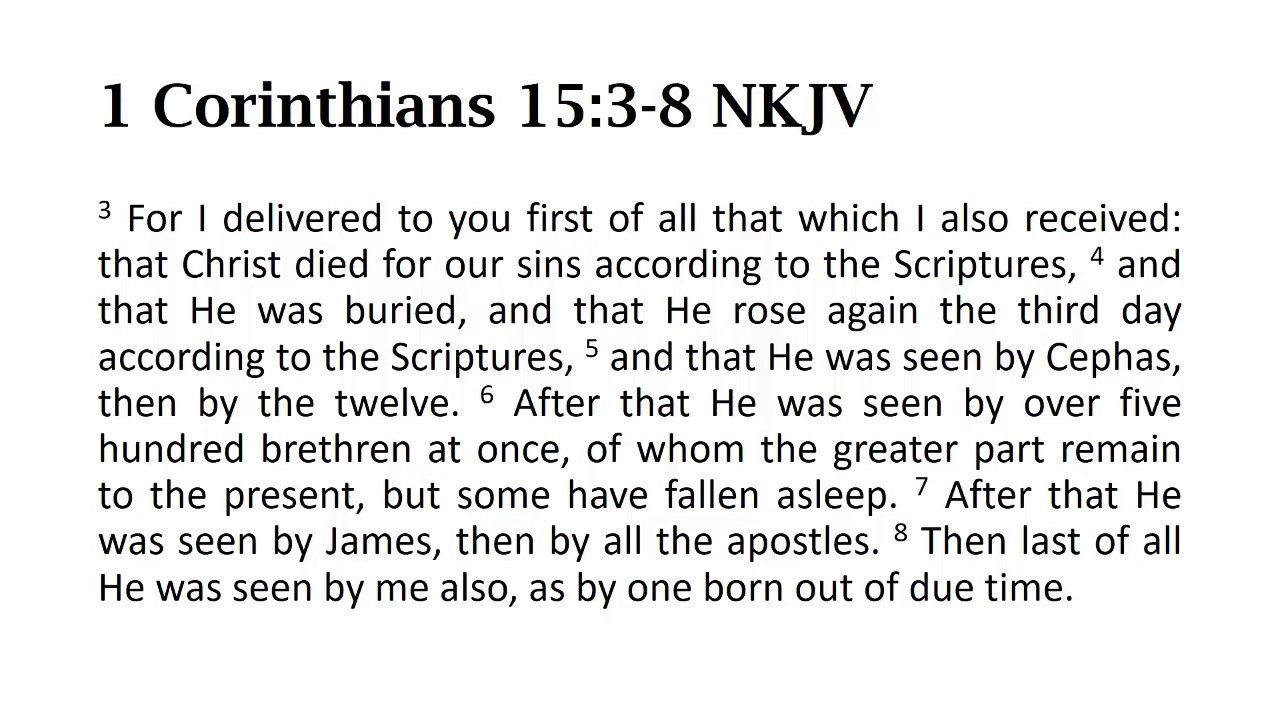 1 Corinthians 15:3-8 NKJV
³ For I delivered to you first of all that which I also received:
that Christ died for our sins according to the Scriptures, ⁴ and
that He was buried, and that He rose again the third day
according to the Scriptures, ⁵ and that He was seen by Cephas,
then by the twelve. ⁶ After that He was seen by over five
hundred brethren at once, of whom the greater part remain
to the present, but some have fallen asleep. ⁷ After that He
was seen by James, then by all the apostles. ⁸ Then last of all
He was seen by me also, as by one born out of due time.